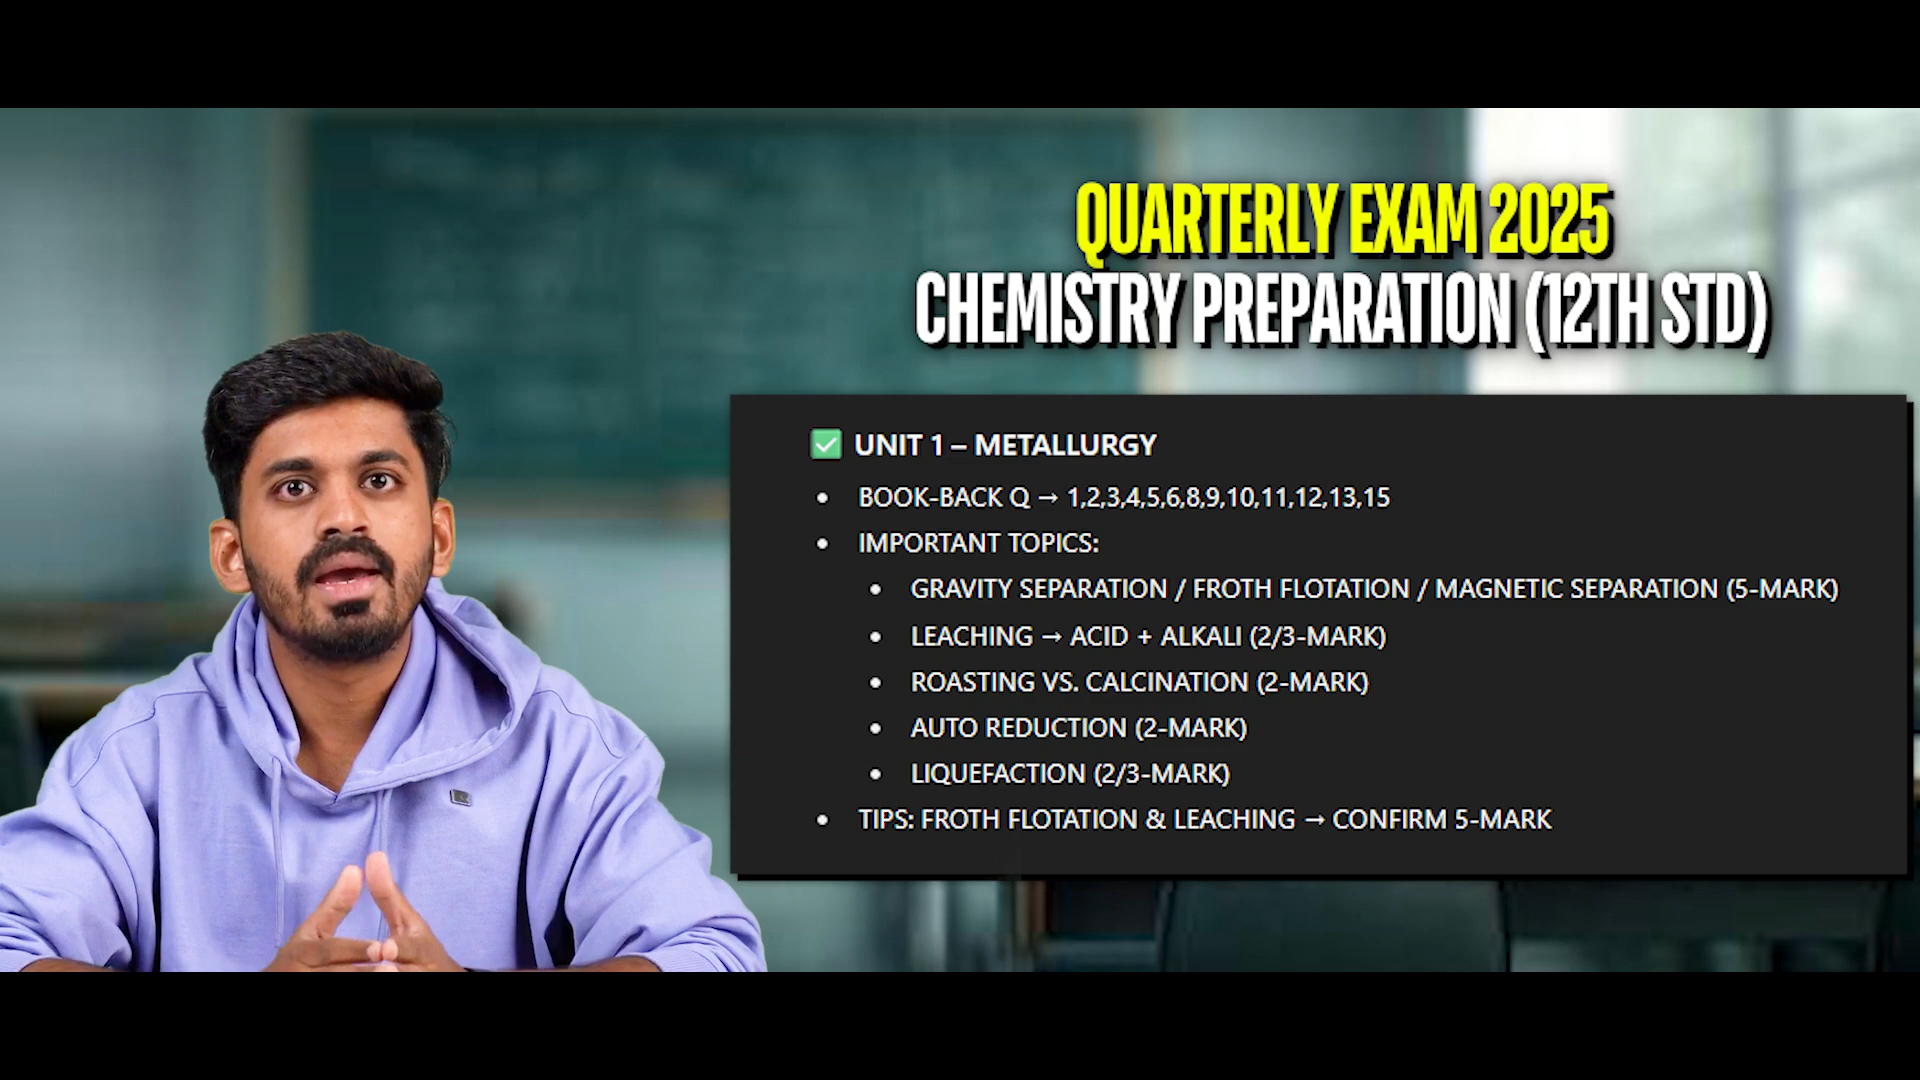 QUARTERLY EXAM 2025
CHEMISTRY PREPARATION (12TH STD)
✅ UNIT 1 – METALLURGY
• BOOK-BACK Q → 1,2,3,4,5,6,8,9,10,11,12,13,15
• IMPORTANT TOPICS:
• GRAVITY SEPARATION / FROTH FLOTATION / MAGNETIC SEPARATION (5-MARK)
• LEACHING → ACID + ALKALI (2/3-MARK)
• ROASTING VS. CALCINATION (2-MARK)
• AUTO REDUCTION (2-MARK)
• LIQUEFACTION (2/3-MARK)
• TIPS: FROTH FLOTATION & LEACHING → CONFIRM 5-MARK